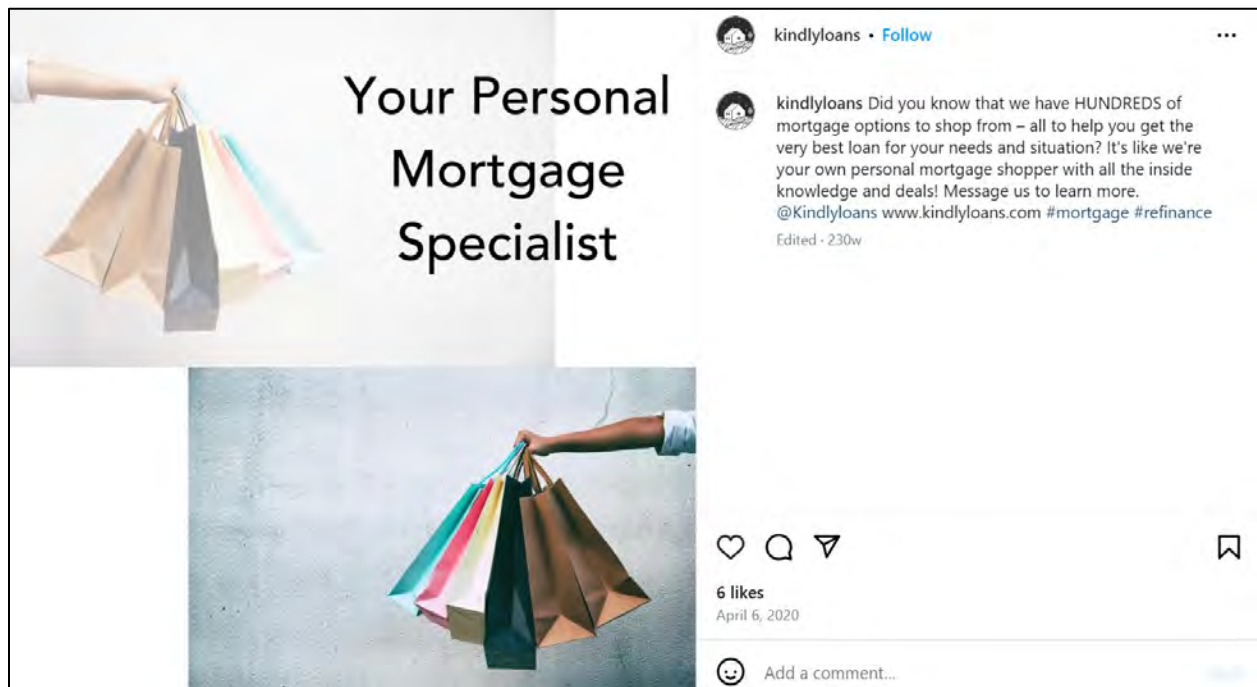 Your Personal
Mortgage
Specialist
kindlyloans • Follow
kindlyloans Did you know that we have HUNDREDS of
mortgage options to shop from – all to help you get the
very best loan for your needs and situation? It's like we're
your own personal mortgage shopper with all the inside
knowledge and deals! Message us to learn more.
@Kindlyloans www.kindlyloans.com #mortgage #refinance
Edited · 230w
6 likes
April 6, 2020
Add a comment...